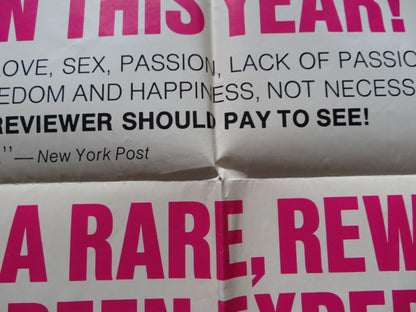 N THIS YEAR!
OVE, SEX, PASSION, LACK OF PASSIO
EDOM AND HAPPINESS, NOT NECESS
REVIEWER SHOULD PAY TO SEE!
" — New York Post
A RARE, REW